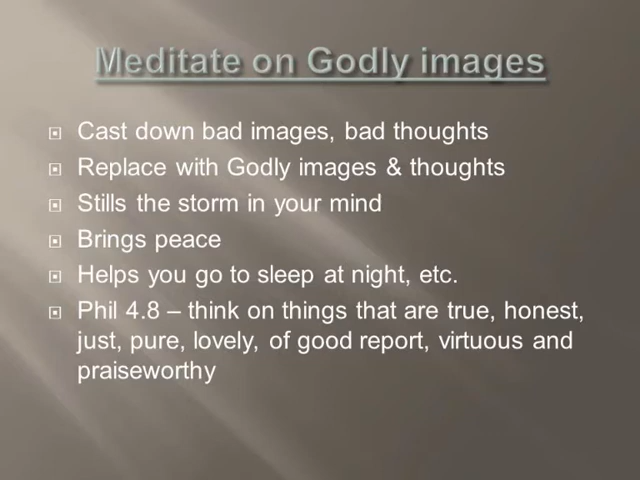 Meditate on Godly images
Cast down bad images, bad thoughts
Replace with Godly images & thoughts
Stills the storm in your mind
Brings peace
Helps you go to sleep at night, etc.
Phil 4.8 – think on things that are true, honest,
just, pure, lovely, of good report, virtuous and
praiseworthy